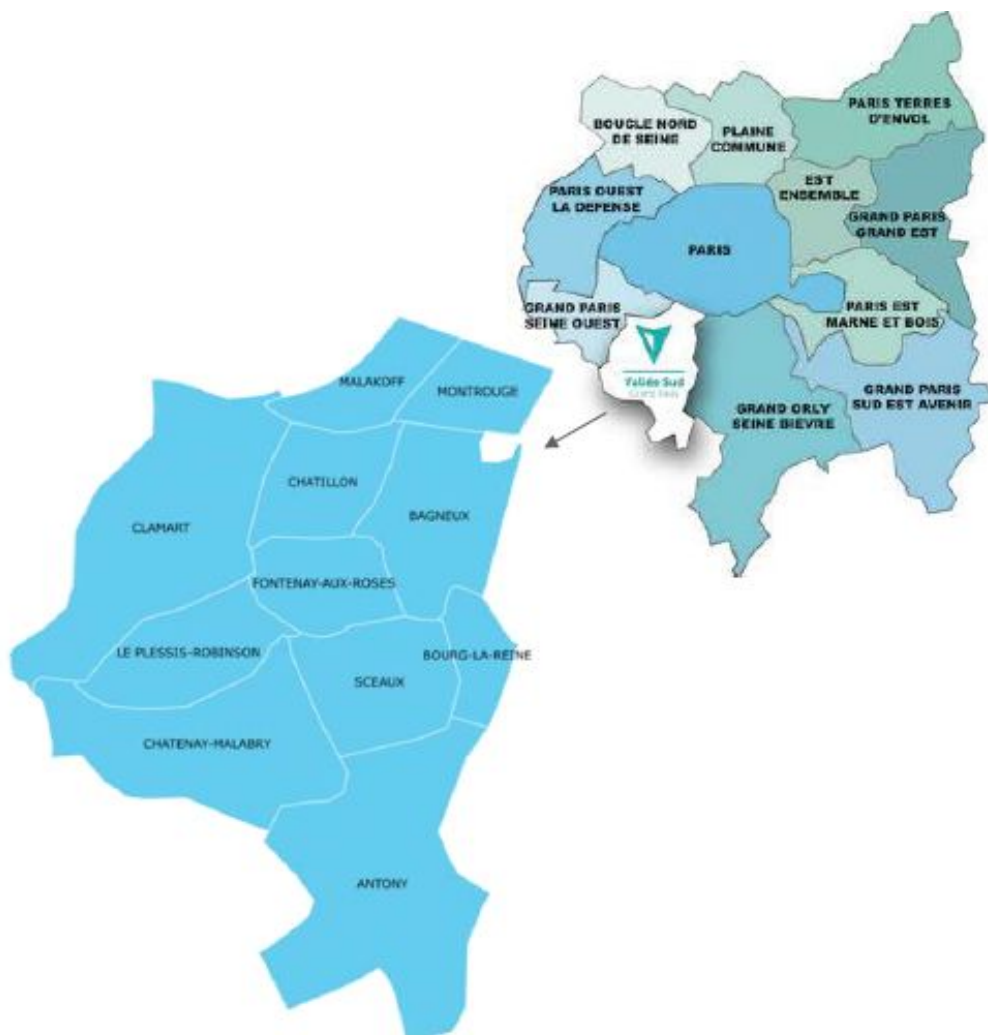 PARIS TERRES
D'ENVOL
BOUCLE NORD
DE SEINE
PLAINE
COMMUNE
EST
ENSEMBLE
PARIS OUEST
LA DEFENSE
GRAND PARIS
GRAND EST
PARIS
GRAND PARIS
SEINE OUEST
PARIS EST
MARNE ET BOIS
Vallée Sud
Grand Paris
GRAND PARIS
SUD EST AVENIR
GRAND ORLY
SEINE BIEVRE
MALAKOFF
MONTROUGE
CHATILLON
BAGNEUX
CLAMART
FONTENAY-AUX-ROSES
LE PLESSIS-ROBINSON
BOURG-LA-REINE
SCEAUX
CHATENAY-MALABRY
ANTONY